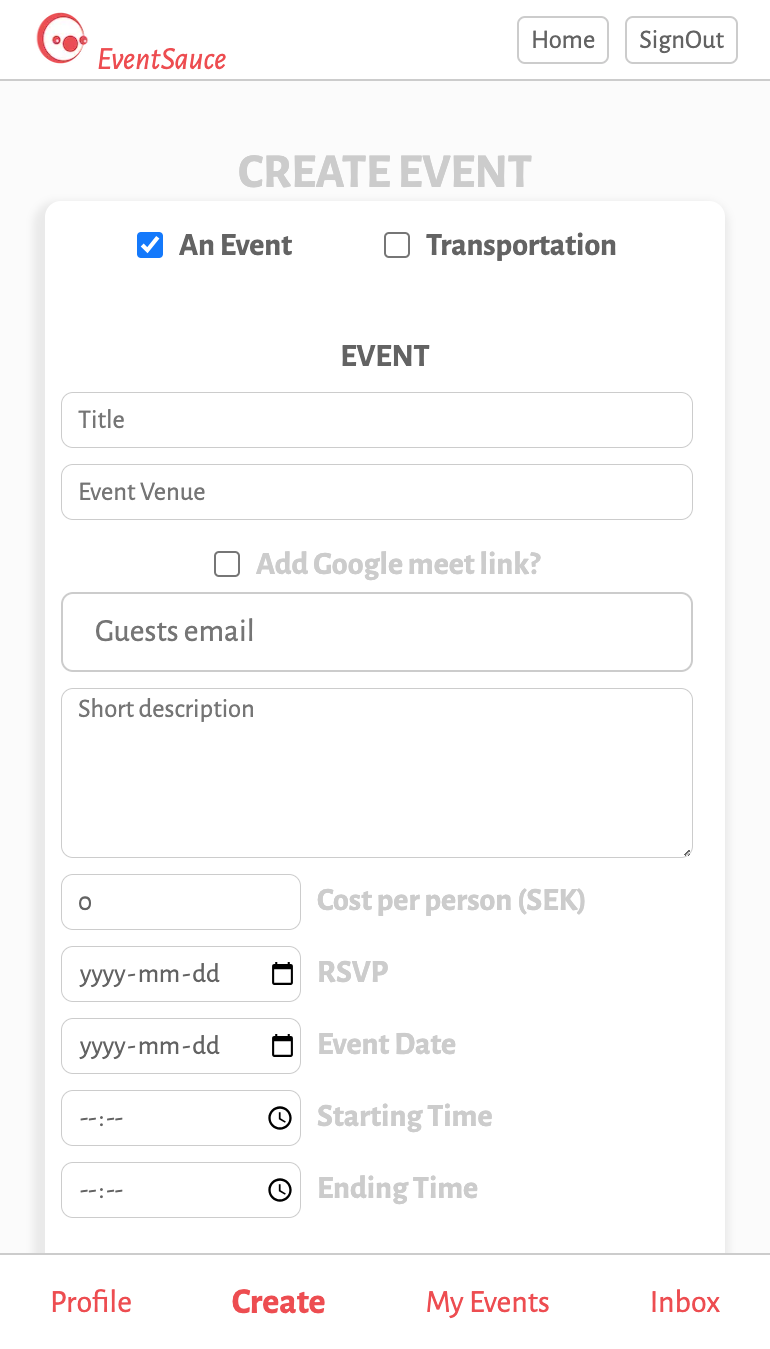 EventSauce
Home
SignOut
CREATE EVENT
An Event
Transportation
EVENT
Title
Event Venue
Add Google meet link?
Guests email
Short description
0
Cost per person (SEK)
yyyy-mm-dd
RSVP
yyyy-mm-dd
Event Date
--:--
Starting Time
--:--
Ending Time
Profile
Create
My Events
Inbox